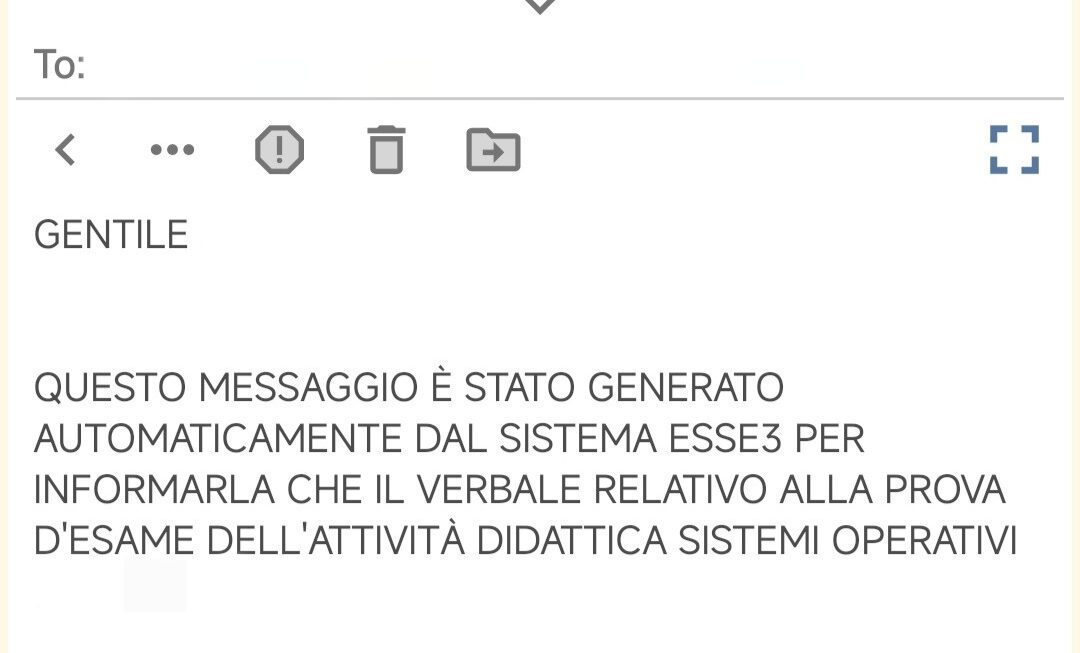 To:
GENTILE
QUESTO MESSAGGIO È STATO GENERATO
AUTOMATICAMENTE DAL SISTEMA ESSE3 PER
INFORMARLA CHE IL VERBALE RELATIVO ALLA PROVA
D'ESAME DELL'ATTIVITÀ DIDATTICA SISTEMI OPERATIVI